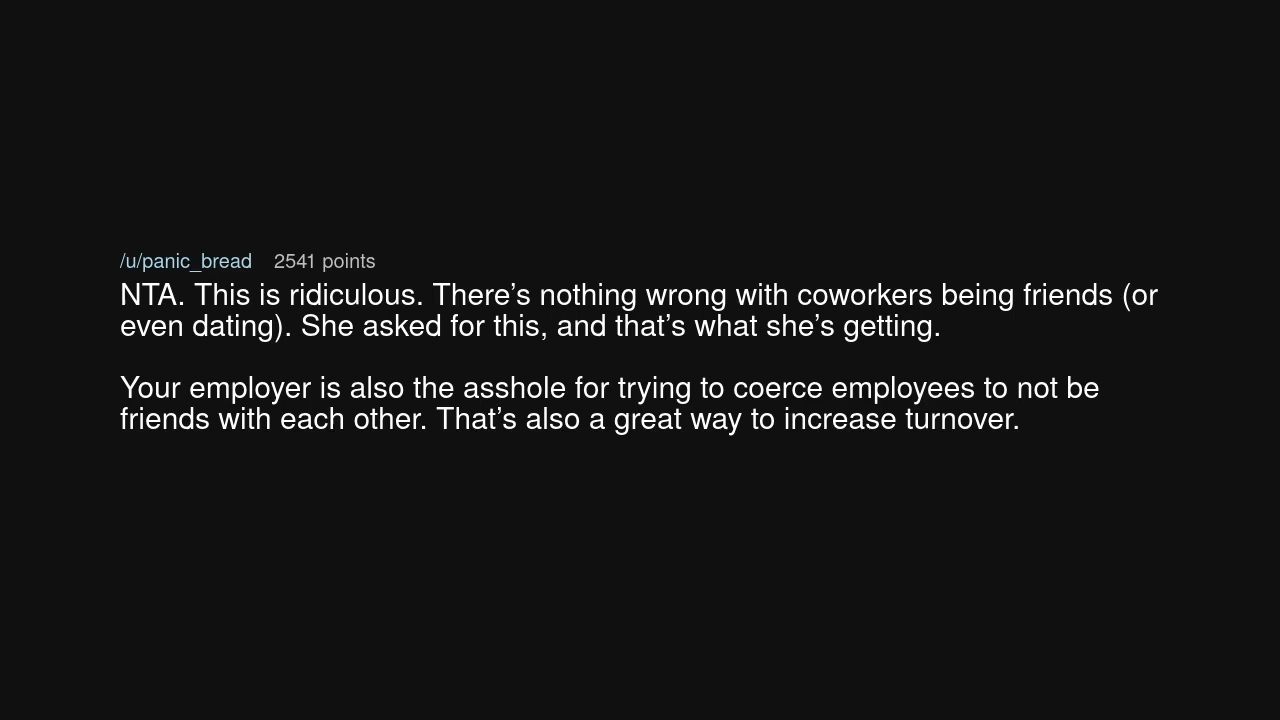 /u/panic_bread 2541 points
NTA. This is ridiculous. There’s nothing wrong with coworkers being friends (or
even dating). She asked for this, and that’s what she’s getting.
Your employer is also the asshole for trying to coerce employees to not be
friends with each other. That’s also a great way to increase turnover.